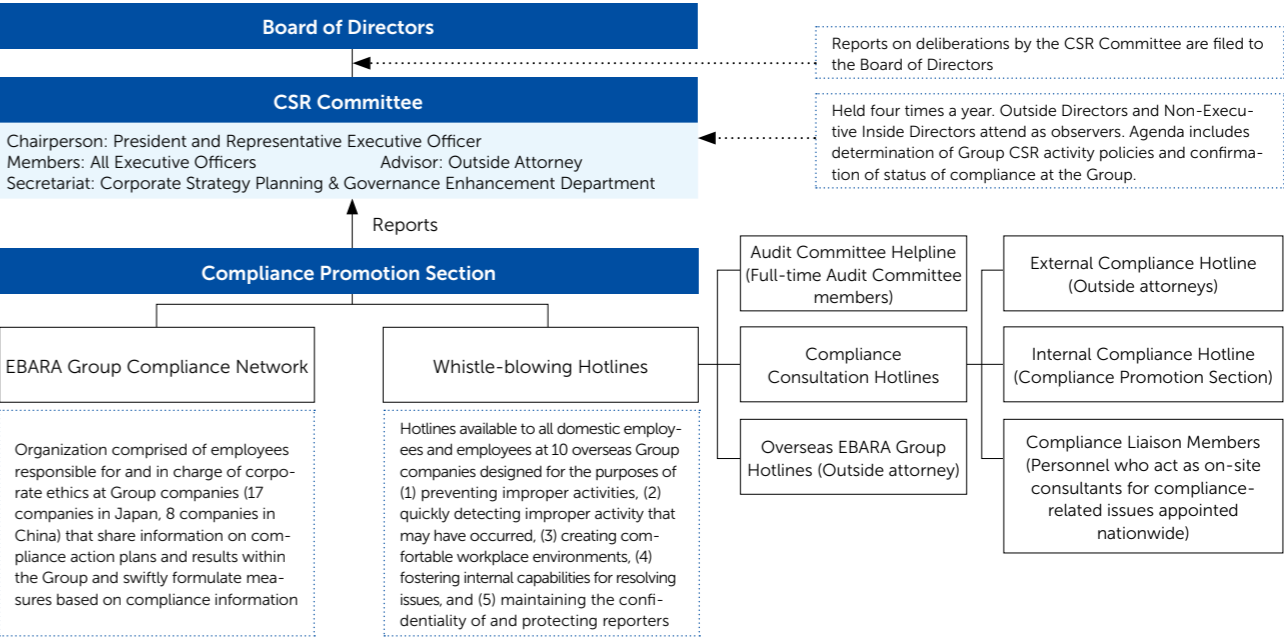 Board of Directors
Reports on deliberations by the CSR Committee are filed to
the Board of Directors
CSR Committee
Chairperson: President and Representative Executive Officer
Members: All Executive Officers Advisor: Outside Attorney
Secretariat: Corporate Strategy Planning & Governance Enhancement Department
Held four times a year. Outside Directors and Non-Execu-
tive Inside Directors attend as observers. Agenda includes
determination of Group CSR activity policies and confirma-
tion of status of compliance at the Group.
Reports
Compliance Promotion Section
EBARA Group Compliance Network
Organization comprised of employees
responsible for and in charge of corpo-
rate ethics at Group companies (17
companies in Japan, 8 companies in
China) that share information on com-
pliance action plans and results within
the Group and swiftly formulate mea-
sures based on compliance information
Whistle-blowing Hotlines
Hotlines available to all domestic employ-
ees and employees at 10 overseas Group
companies designed for the purposes of
(1) preventing improper activities, (2)
quickly detecting improper activity that
may have occurred, (3) creating com-
fortable workplace environments, (4)
fostering internal capabilities for resolving
issues, and (5) maintaining the confi-
dentiality of and protecting reporters
Audit Committee Helpline
(Full-time Audit Committee
members)
Compliance
Consultation Hotlines
Overseas EBARA Group
Hotlines (Outside attorney)
External Compliance Hotline
(Outside attorneys)
Internal Compliance Hotline
(Compliance Promotion Section)
Compliance Liaison Members
(Personnel who act as on-site
consultants for compliance-
related issues appointed
nationwide)